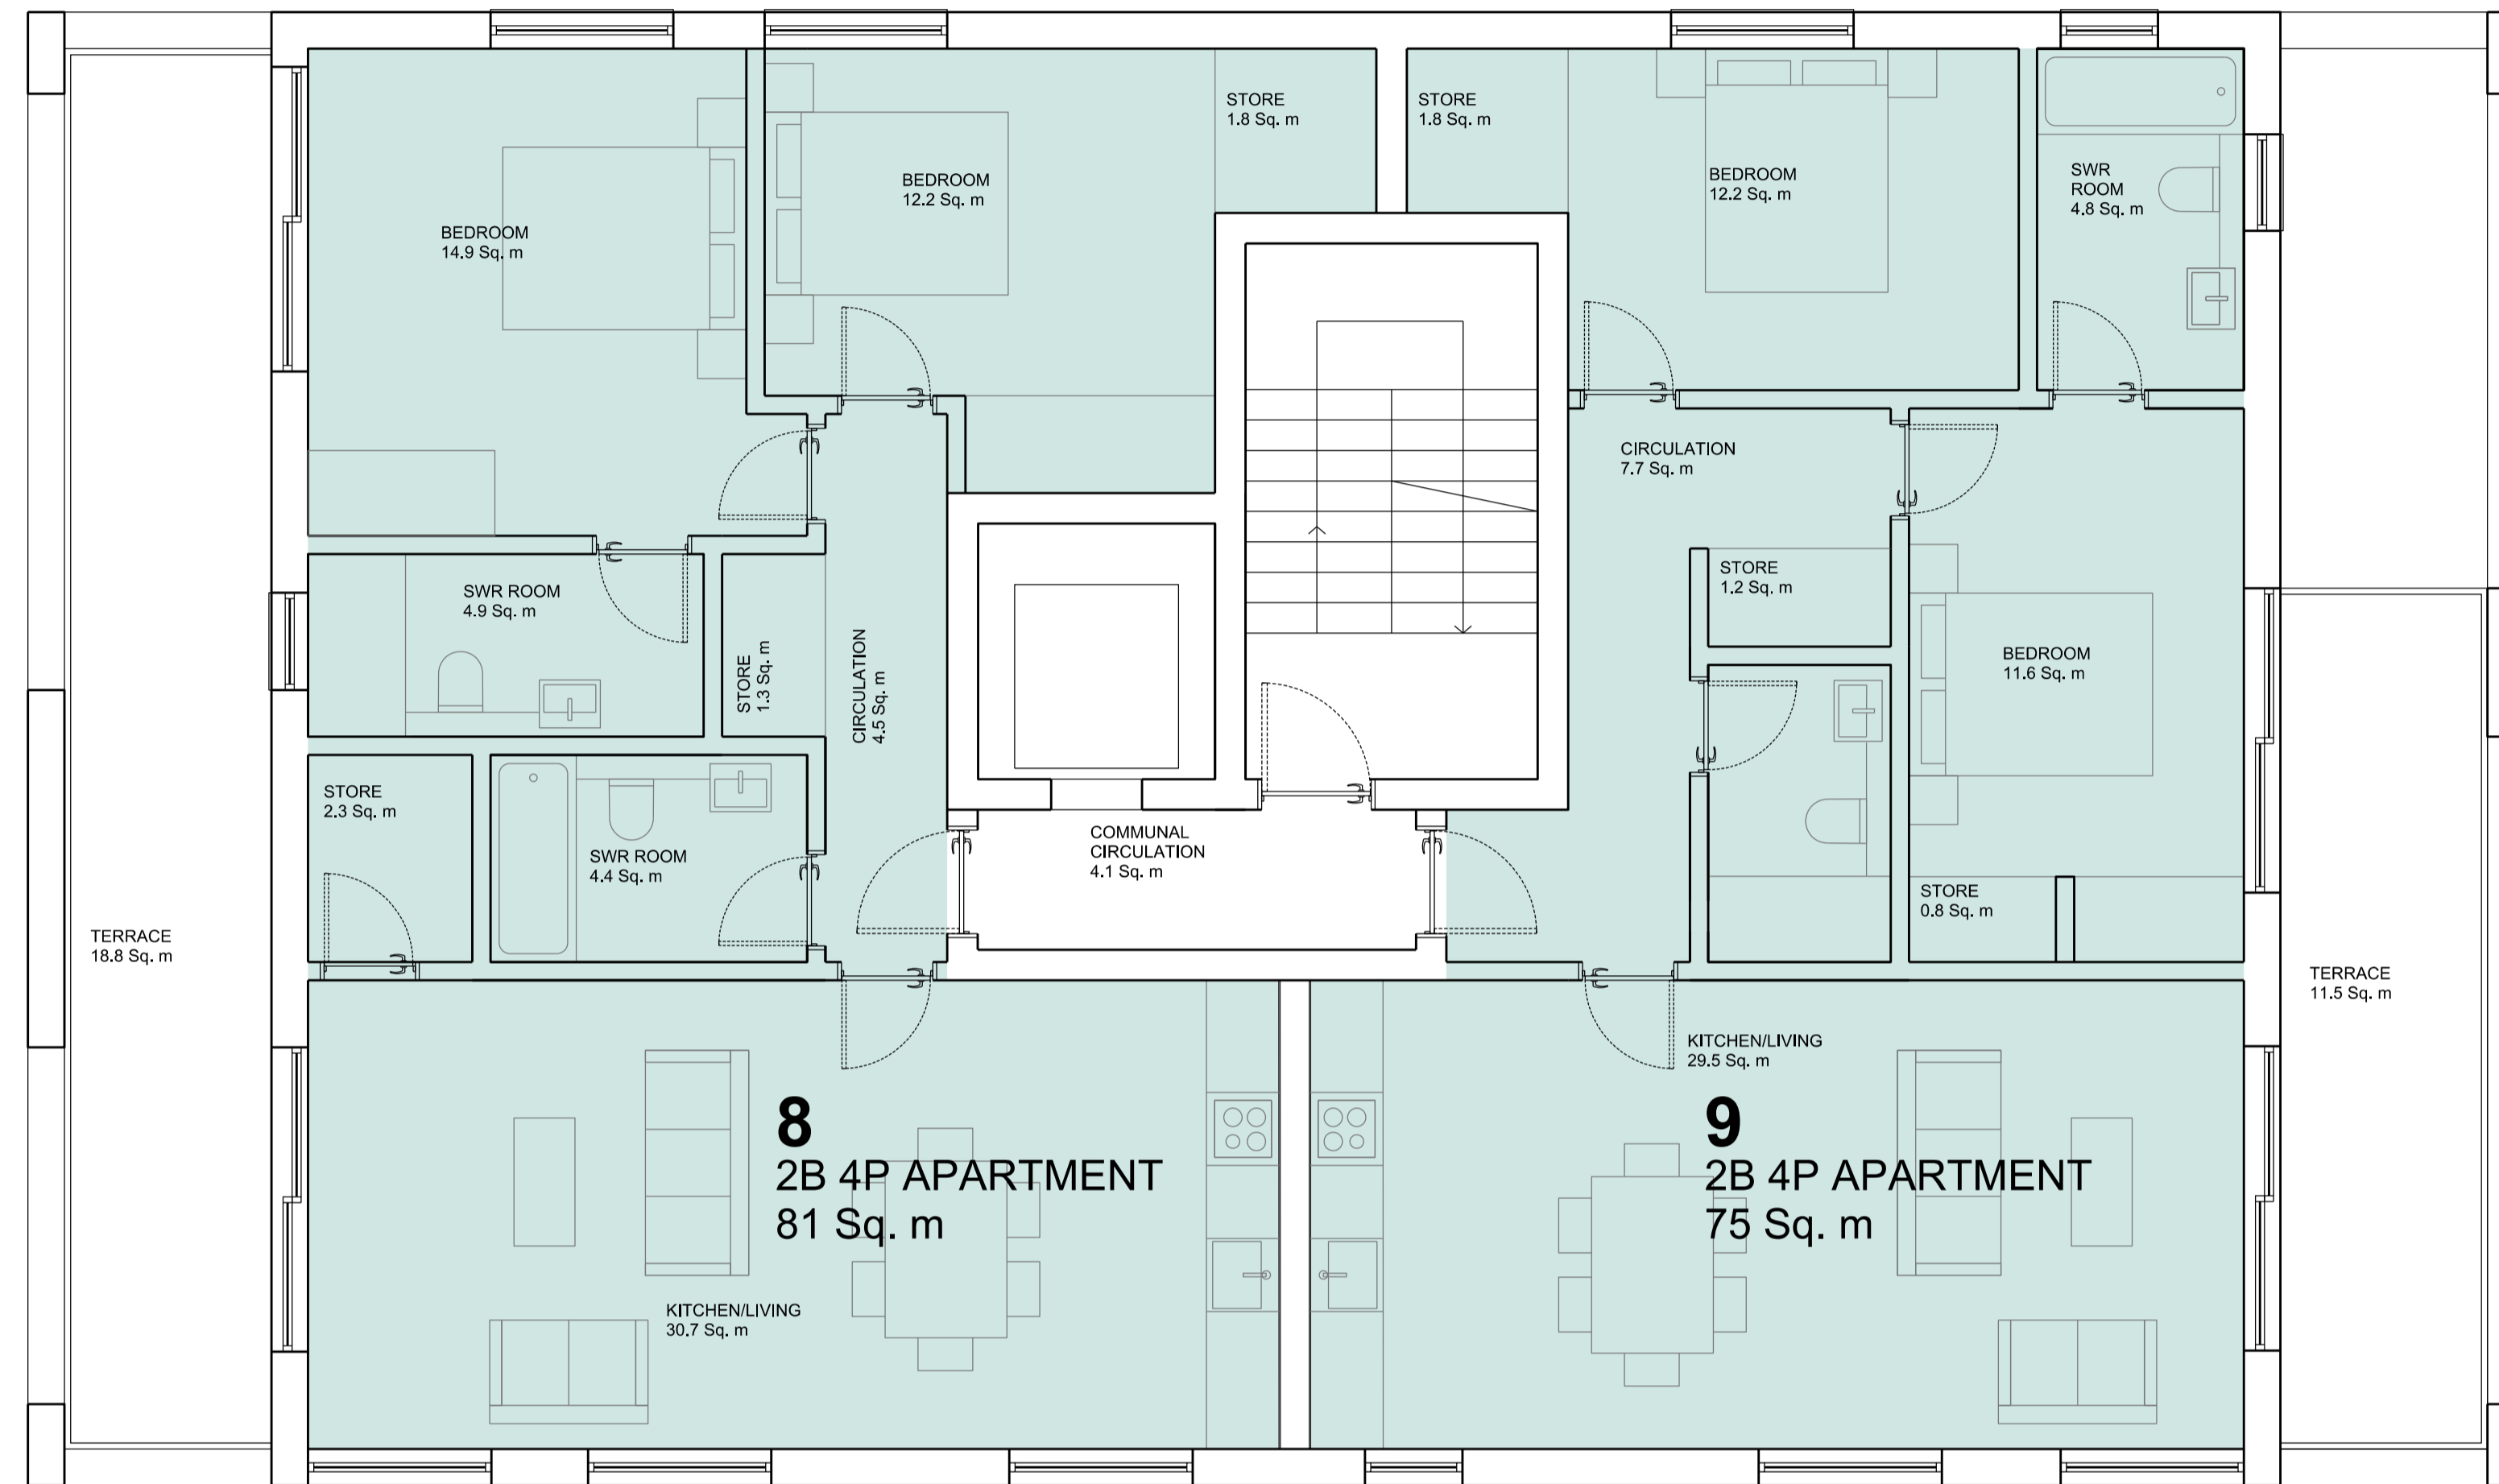 STORE
1.8 Sq. m
STORE
1.8 Sq. m
BEDROOM
12.2 Sq. m
BEDROOM
12.2 Sq. m
SWR
ROOM
4.8 Sq. m
BEDROOM
14.9 Sq. m
CIRCULATION
7.7 Sq. m
STORE
1.2 Sq. m
SWR ROOM
4.9 Sq. m
STORE
1.3 Sq. m
CIRCULATION
4.5 Sq. m
BEDROOM
11.6 Sq. m
STORE
2.3 Sq. m
SWR ROOM
4.4 Sq. m
COMMUNAL
CIRCULATION
4.1 Sq. m
STORE
0.8 Sq. m
TERRACE
18.8 Sq. m
TERRACE
11.5 Sq. m
KITCHEN/LIVING
29.5 Sq. m
8
2B 4P APARTMENT
81 Sq. m
9
2B 4P APARTMENT
75 Sq. m
KITCHEN/LIVING
30.7 Sq. m